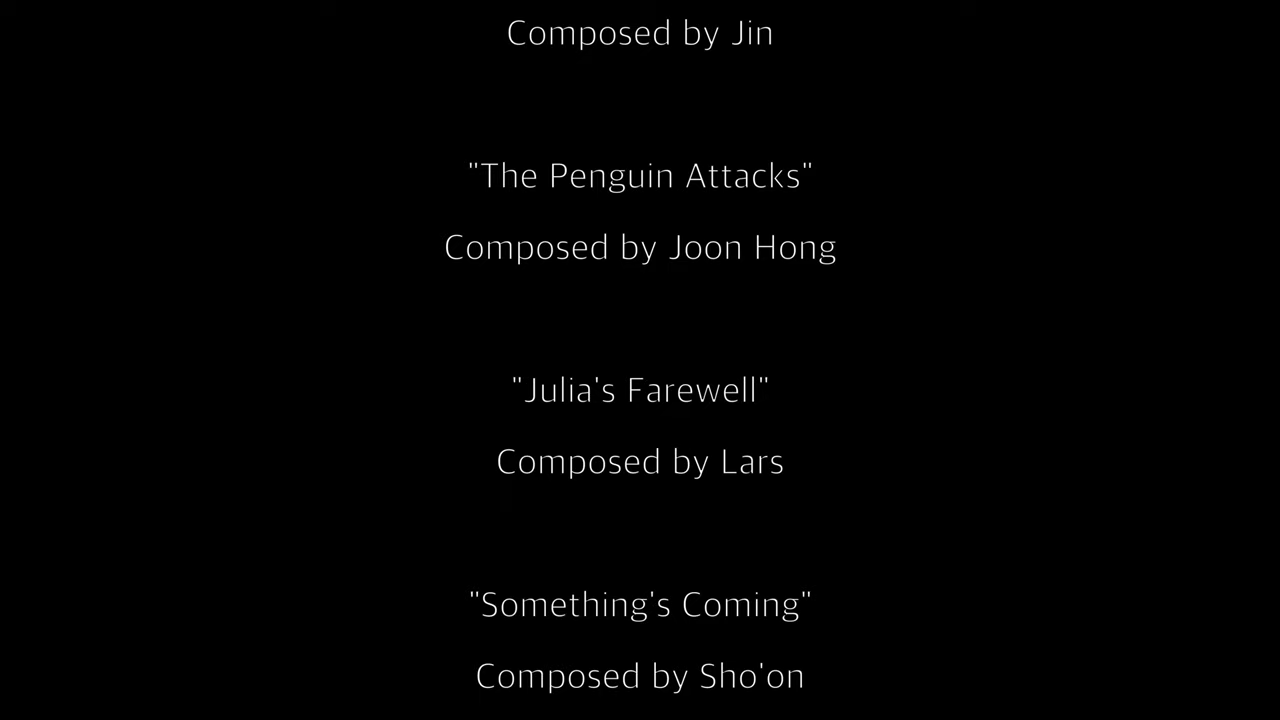 Composed by Jin
"The Penguin Attacks"
Composed by Joon Hong
"Julia's Farewell"
Composed by Lars
"Something's Coming"
Composed by Sho'on